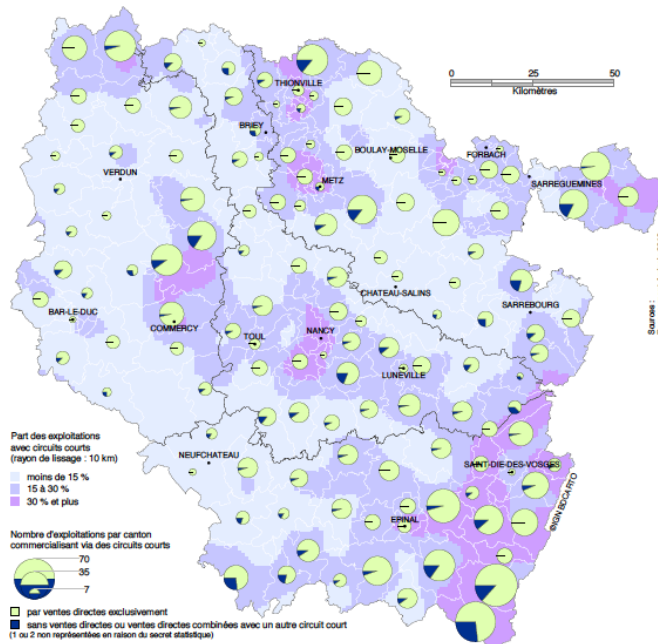 0 25 50
Kilomètres
THIONVILLE
BRIEY
BOULAY-MOSELLE
FORBACH
VERDUN
METZ
SARREGUEMINES
Sources :
CHATEAU-SALINS
SARREBOURG
BAR-LE-DUC
COMMERCY
TOUL
NANCY
LUNEVILLE
Part des exploitations
avec circuits courts
(rayon de lissage : 10 km)
moins de 15 %
15 à 30 %
30 % et plus
NEUFCHATEAU
SAINT-DIE-DES-VOSGES
EPINAL
©IGN BDCARTO
Nombre d'exploitations par canton
commercialisant via des circuits courts
70
35
7
par ventes directes exclusivement
sans ventes directes ou ventes directes combinées avec un autre circuit court
(1 ou 2 non représentées en raison du secret statistique)